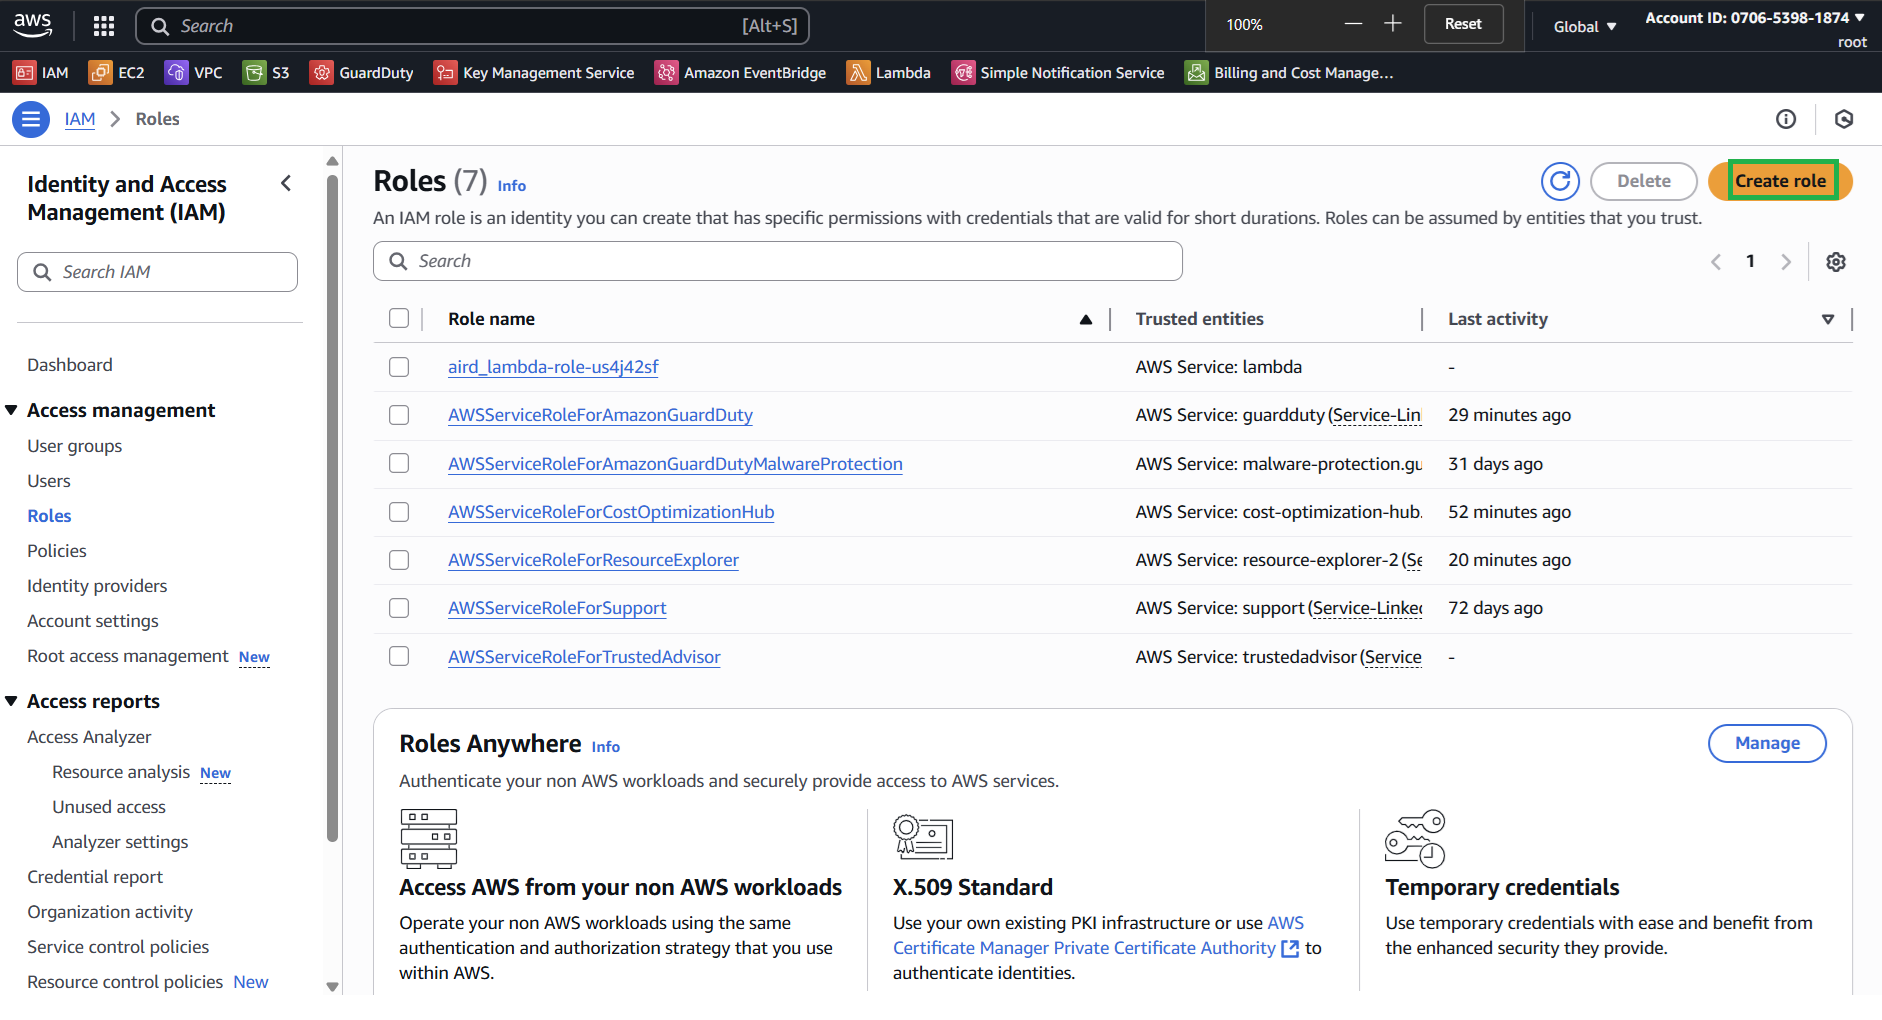 aws
Search [Alt+S]
100%
Reset
Global
Account ID: 0706-5398-1874
root
IAM EC2 VPC S3 GuardDuty Key Management Service Amazon EventBridge Lambda Simple Notification Service Billing and Cost Manage...
IAM > Roles
Identity and Access
Management (IAM)
Search IAM
Dashboard
Access management
User groups
Users
Roles
Policies
Identity providers
Account settings
Root access management New
Access reports
Access Analyzer
Resource analysis New
Unused access
Analyzer settings
Credential report
Organization activity
Service control policies
Resource control policies New
Roles (7) Info
Delete
Create role
An IAM role is an identity you can create that has specific permissions with credentials that are valid for short durations. Roles can be assumed by entities that you trust.
Search
1
Role name Trusted entities Last activity
aird_lambda-role-us4j42sf AWS Service: lambda -
AWSServiceRoleForAmazonGuardDuty AWS Service: guardduty (Service-Lin 29 minutes ago
AWSServiceRoleForAmazonGuardDutyMalwareProtection AWS Service: malware-protection.gu 31 days ago
AWSServiceRoleForCostOptimizationHub AWS Service: cost-optimization-hub. 52 minutes ago
AWSServiceRoleForResourceExplorer AWS Service: resource-explorer-2 (Se 20 minutes ago
AWSServiceRoleForSupport AWS Service: support (Service-Linked 72 days ago
AWSServiceRoleForTrustedAdvisor AWS Service: trustedadvisor (Service -
Roles Anywhere Info
Manage
Authenticate your non AWS workloads and securely provide access to AWS services.
Access AWS from your non AWS workloads
Operate your non AWS workloads using the same
authentication and authorization strategy that you use
within AWS.
X.509 Standard
Use your own existing PKI infrastructure or use AWS
Certificate Manager Private Certificate Authority to
authenticate identities.
Temporary credentials
Use temporary credentials with ease and benefit from
the enhanced security they provide.